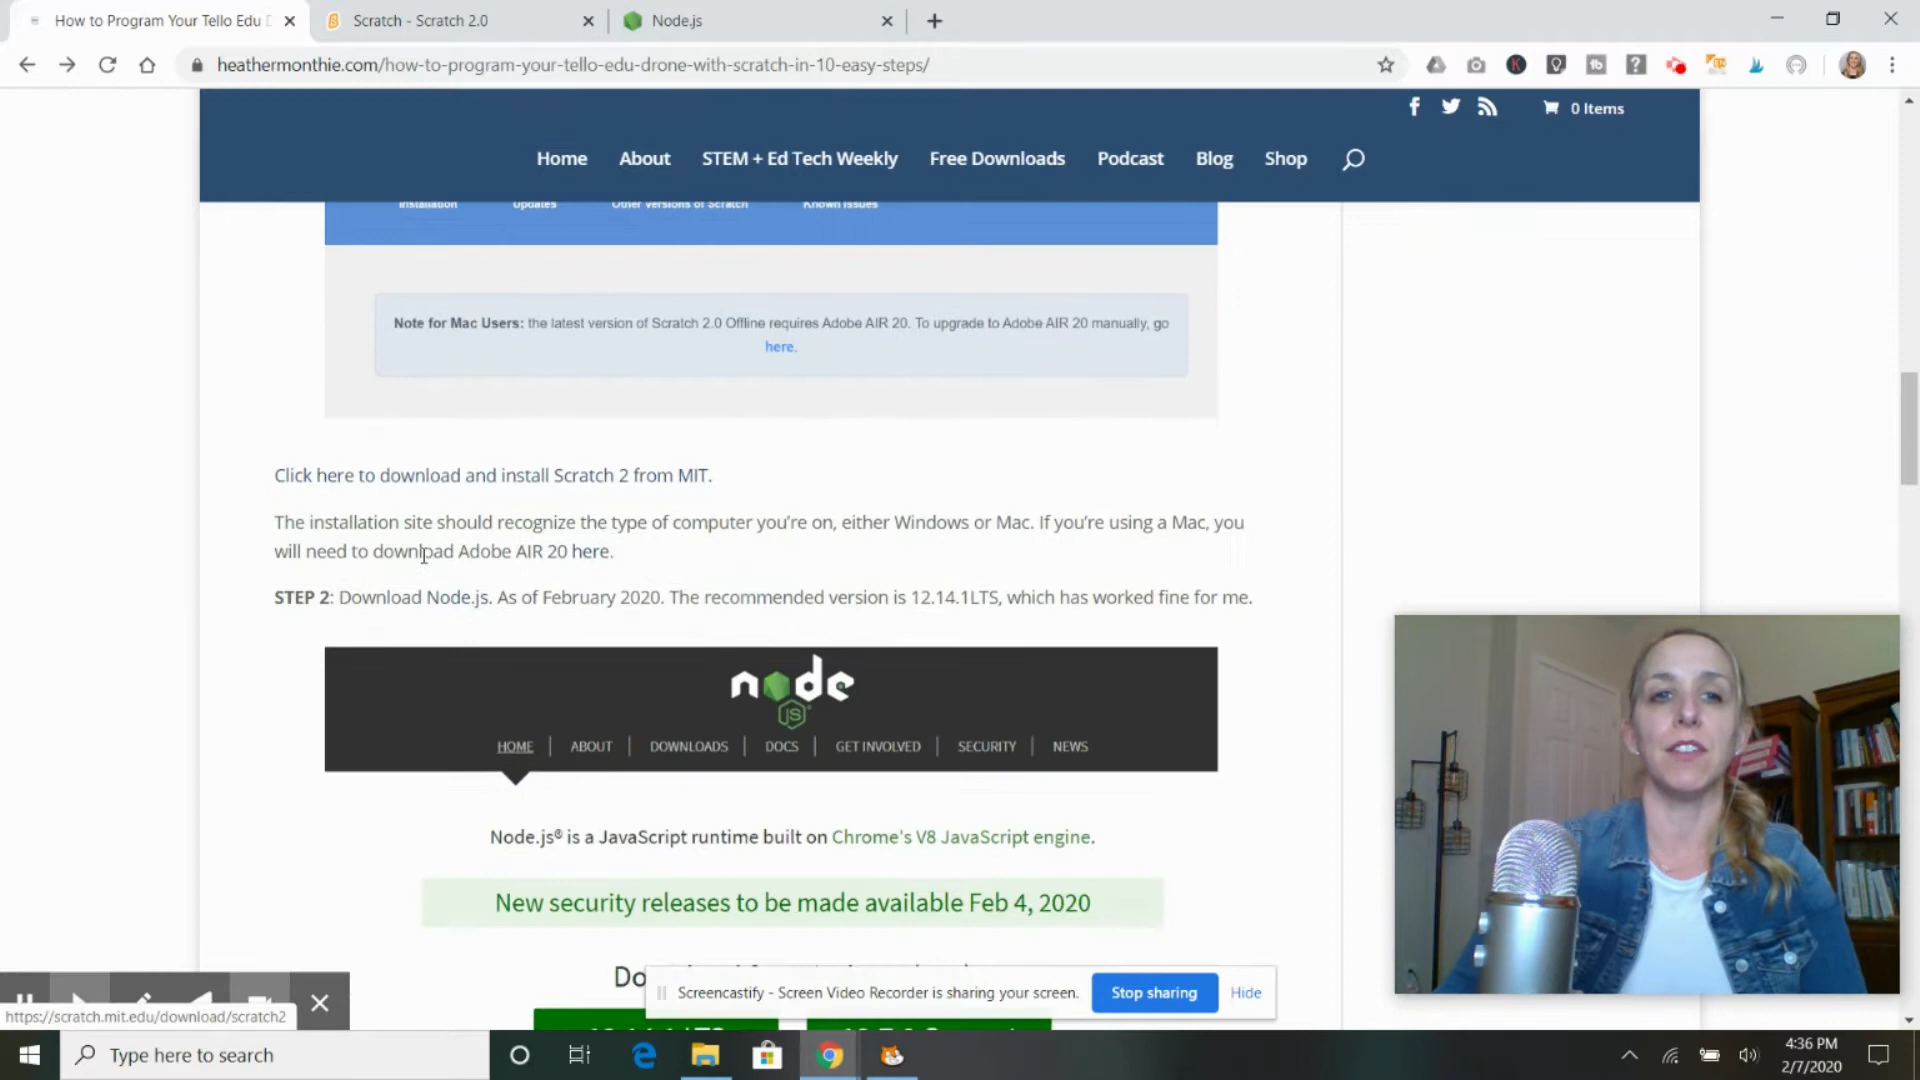 How to Program Your Tello Edu D
Scratch - Scratch 2.0
Node.js
heathermonthie.com/how-to-program-your-tello-edu-drone-with-scratch-in-10-easy-steps/
0 Items
Home
About
STEM + Ed Tech Weekly
Free Downloads
Podcast
Blog
Shop
Installation
Updates
Other Versions of Scratch
Known Issues
Note for Mac Users: the latest version of Scratch 2.0 Offline requires Adobe AIR 20. To upgrade to Adobe AIR 20 manually, go
here.
Click here to download and install Scratch 2 from MIT.
The installation site should recognize the type of computer you're on, either Windows or Mac. If you're using a Mac, you
will need to download Adobe AIR 20 here.
STEP 2: Download Node.js. As of February 2020. The recommended version is 12.14.1LTS, which has worked fine for me.
node
JS
HOME
ABOUT
DOWNLOADS
DOCS
GET INVOLVED
SECURITY
NEWS
Node.js® is a JavaScript runtime built on Chrome's V8 JavaScript engine.
New security releases to be made available Feb 4, 2020
Screencastify - Screen Video Recorder is sharing your screen.
Stop sharing
Hide
https://scratch.mit.edu/download/scratch2
Type here to search
4:36 PM
2/7/2020